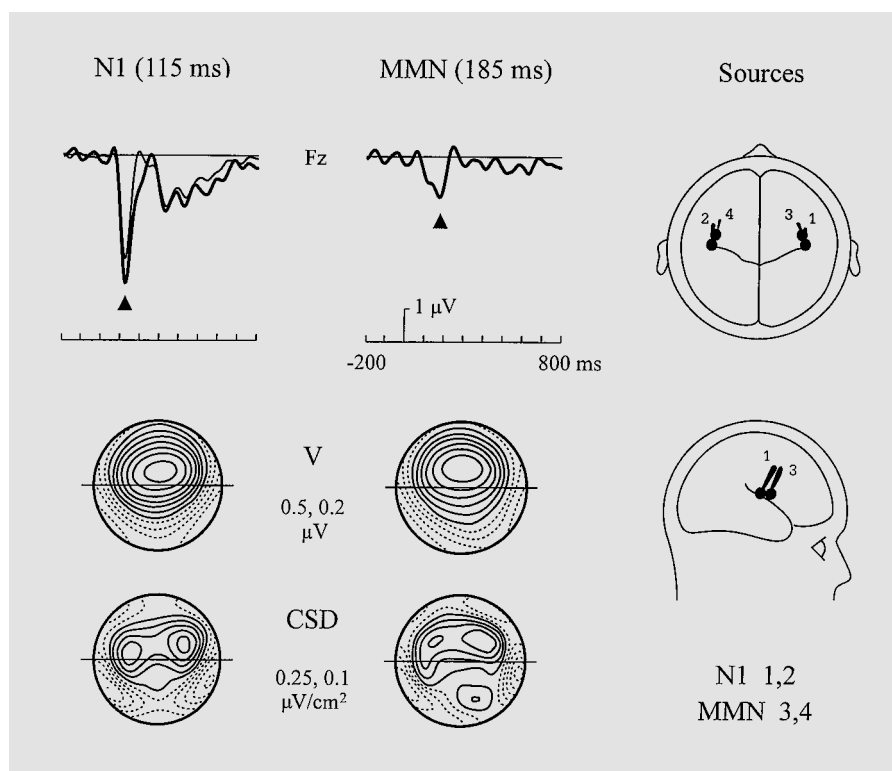 N1 (115 ms)
MMN (185 ms)
Sources
Fz
2 4 3 1
1 µV
-200 800 ms
V
0.5, 0.2
µV
1
3
CSD
0.25, 0.1
µV/cm²
N1 1,2
MMN 3,4